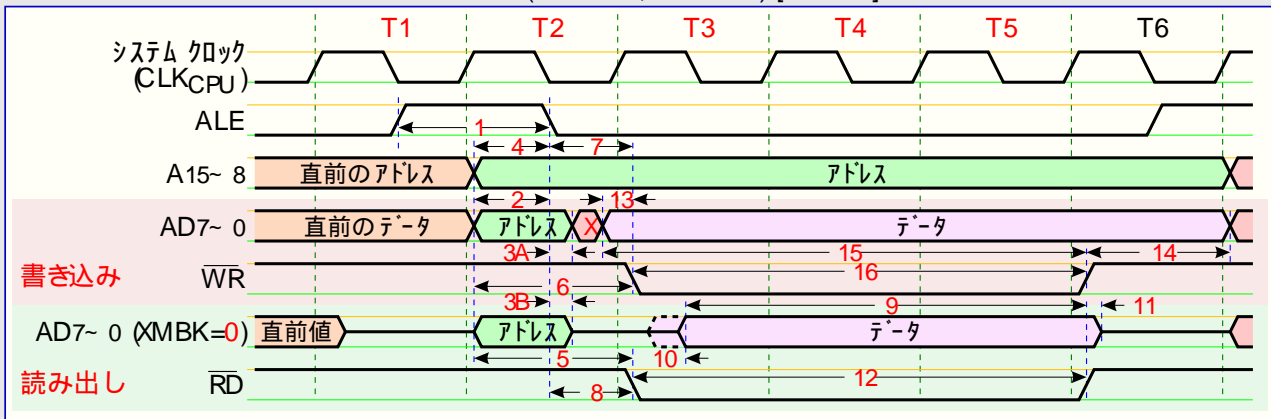 T1 T2 T3 T4 T5 T6
システム クロック
(CLKCPU)
ALE
1
4 7
A15~ 8 直前のアドレス アドレス
2 13
AD7~ 0 直前のデータ アドレス X データ
3A 15 14
書き込み WR 16
6
3B 9 11
AD7~ 0 (XMBK=0) 直前値 アドレス データ
5 10
読み出し RD 12
8